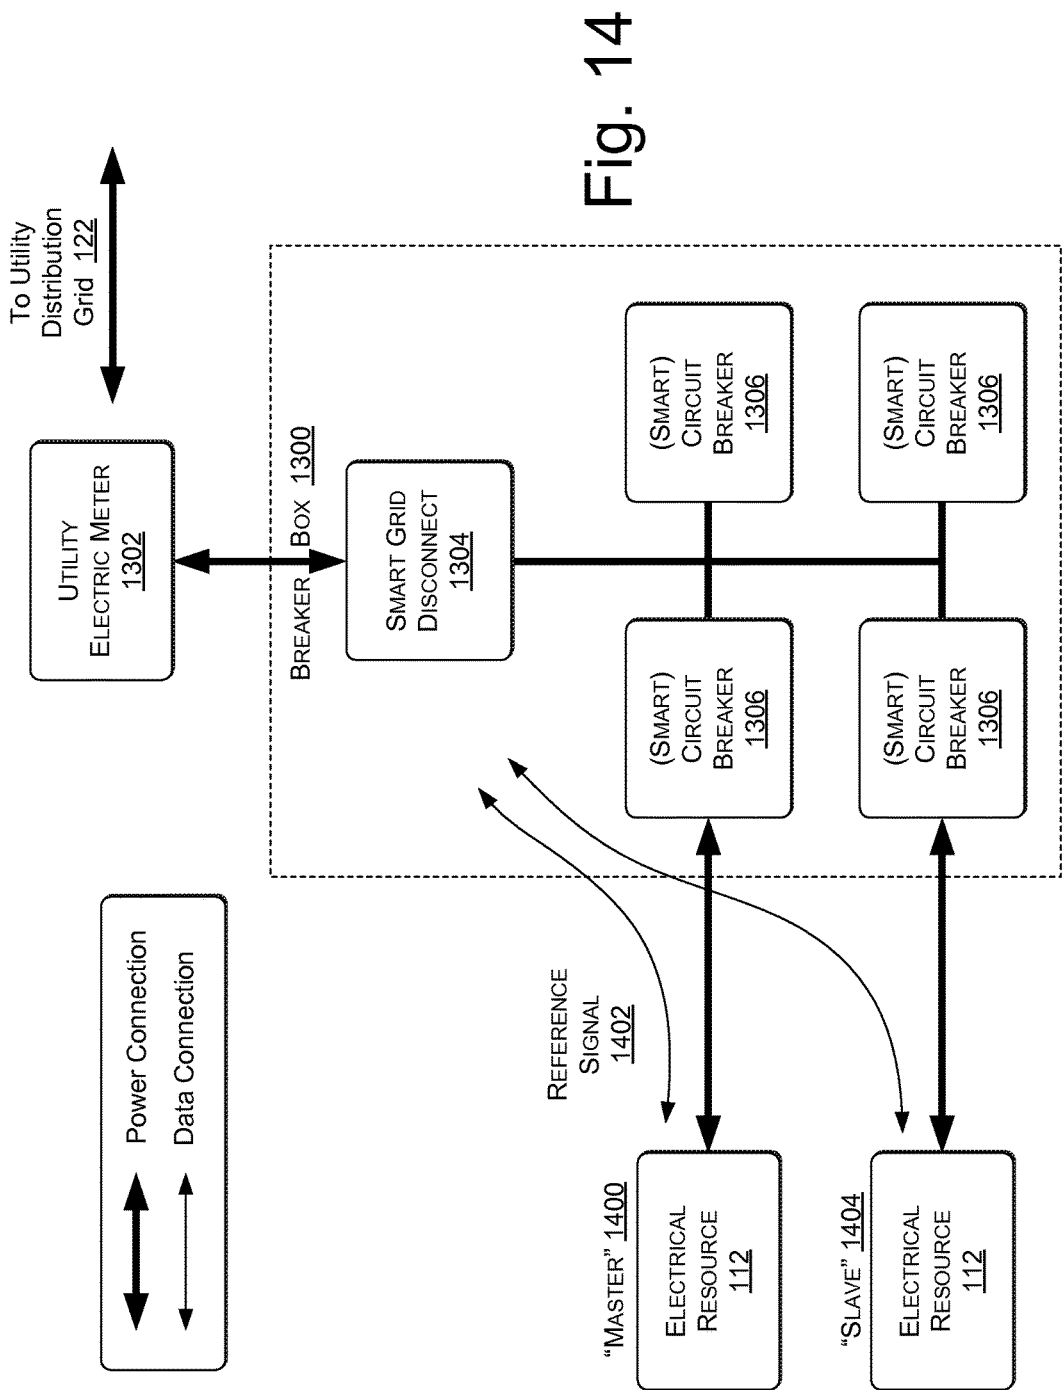 Power Connection
Data Connection
To Utility
Distribution
Grid 122
UTILITY
ELECTRIC METER
1302
BREAKER BOX 1300
SMART GRID
DISCONNECT
1304
REFERENCE
SIGNAL
1402
"MASTER" 1400
ELECTRICAL
RESOURCE
112
(SMART)
CIRCUIT
BREAKER
1306
(SMART)
CIRCUIT
BREAKER
1306
"SLAVE" 1404
ELECTRICAL
RESOURCE
112
(SMART)
CIRCUIT
BREAKER
1306
(SMART)
CIRCUIT
BREAKER
1306
Fig. 14